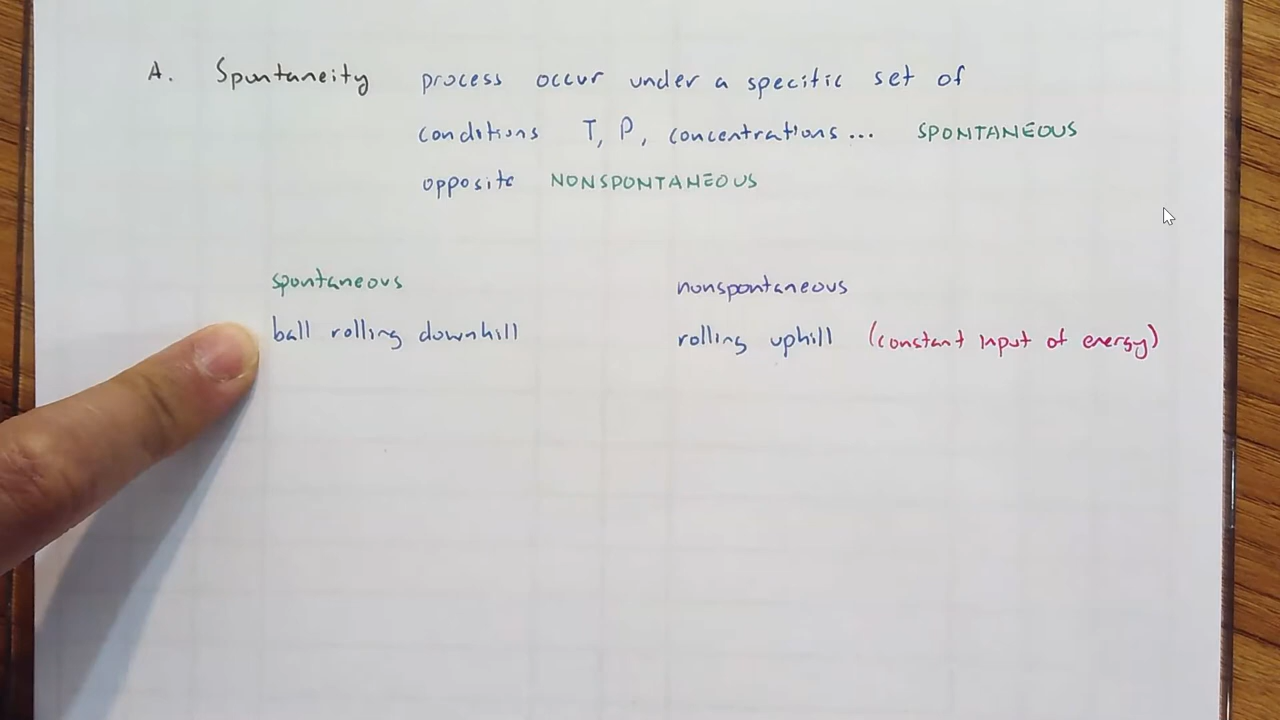 A. Spontaneity process occur under a specific set of
conditions T, P, concentrations... SPONTANEOUS
opposite NONSPONTANEOUS
spontaneous nonspontaneous
ball rolling downhill rolling uphill (constant input of energy)